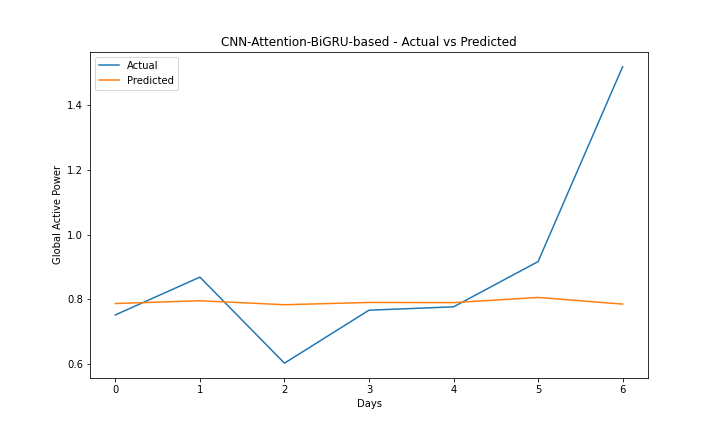 CNN-Attention-BiGRU-based - Actual vs Predicted
Actual
Predicted
Global Active Power
1.4
1.2
1.0
0.8
0.6
0 1 2 3 4 5 6
Days